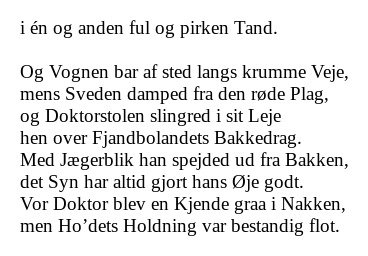 i én og anden ful og pirken Tand.

Og Vognen bar af sted langs krumme Veje,
mens Sveden damped fra den røde Plag,
og Doktorstolen slingred i sit Leje
hen over Fjandbolandets Bakkedrag.
Med Jægerblik han spejded ud fra Bakken,
det Syn har altid gjort hans Øje godt.
Vor Doktor blev en Kjende graa i Nakken,
men Ho’dets Holdning var bestandig flot.